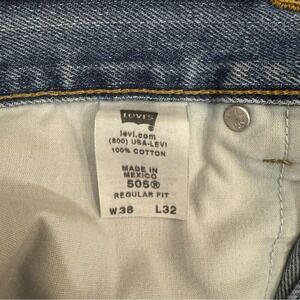 LEVI'S
levi.com
(800) USA-LEVI
100% COTTON
MADE IN
MEXICO
505®
REGULAR FIT
W38 L32